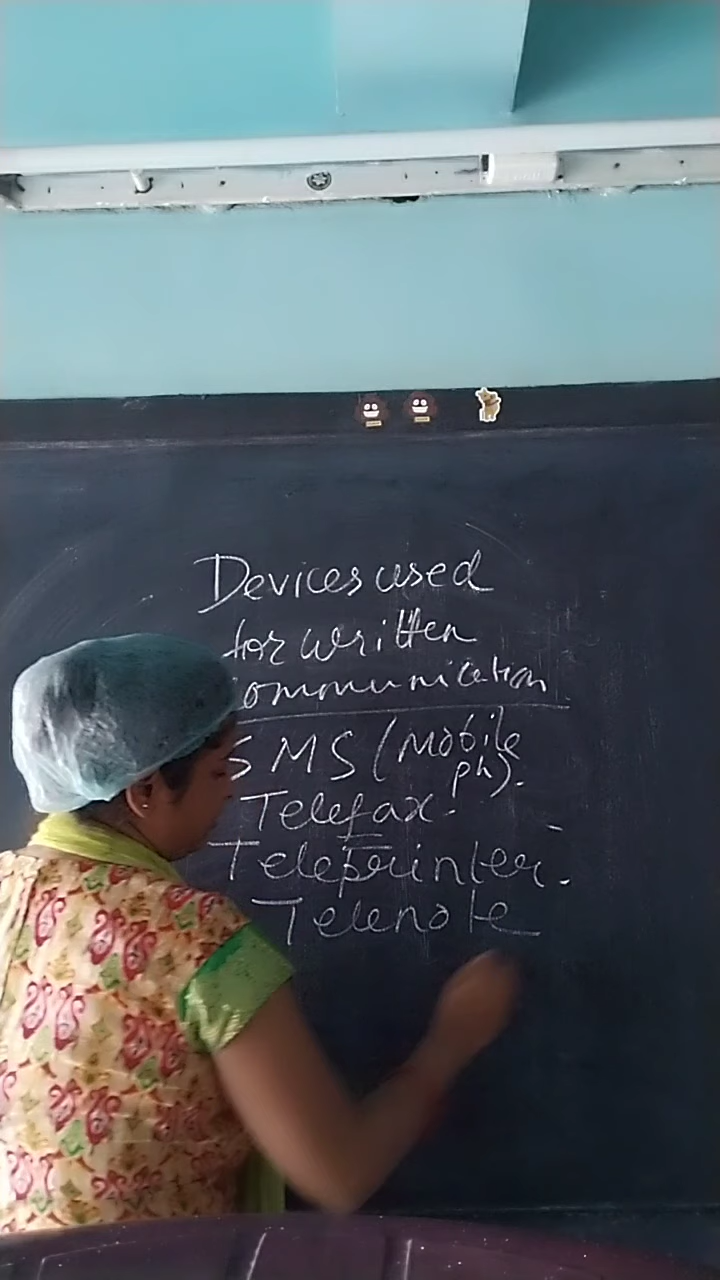 Devices used
for written
communication
SMS (Mobile
ph).
Telefax.
Teleprinter.
Telenote